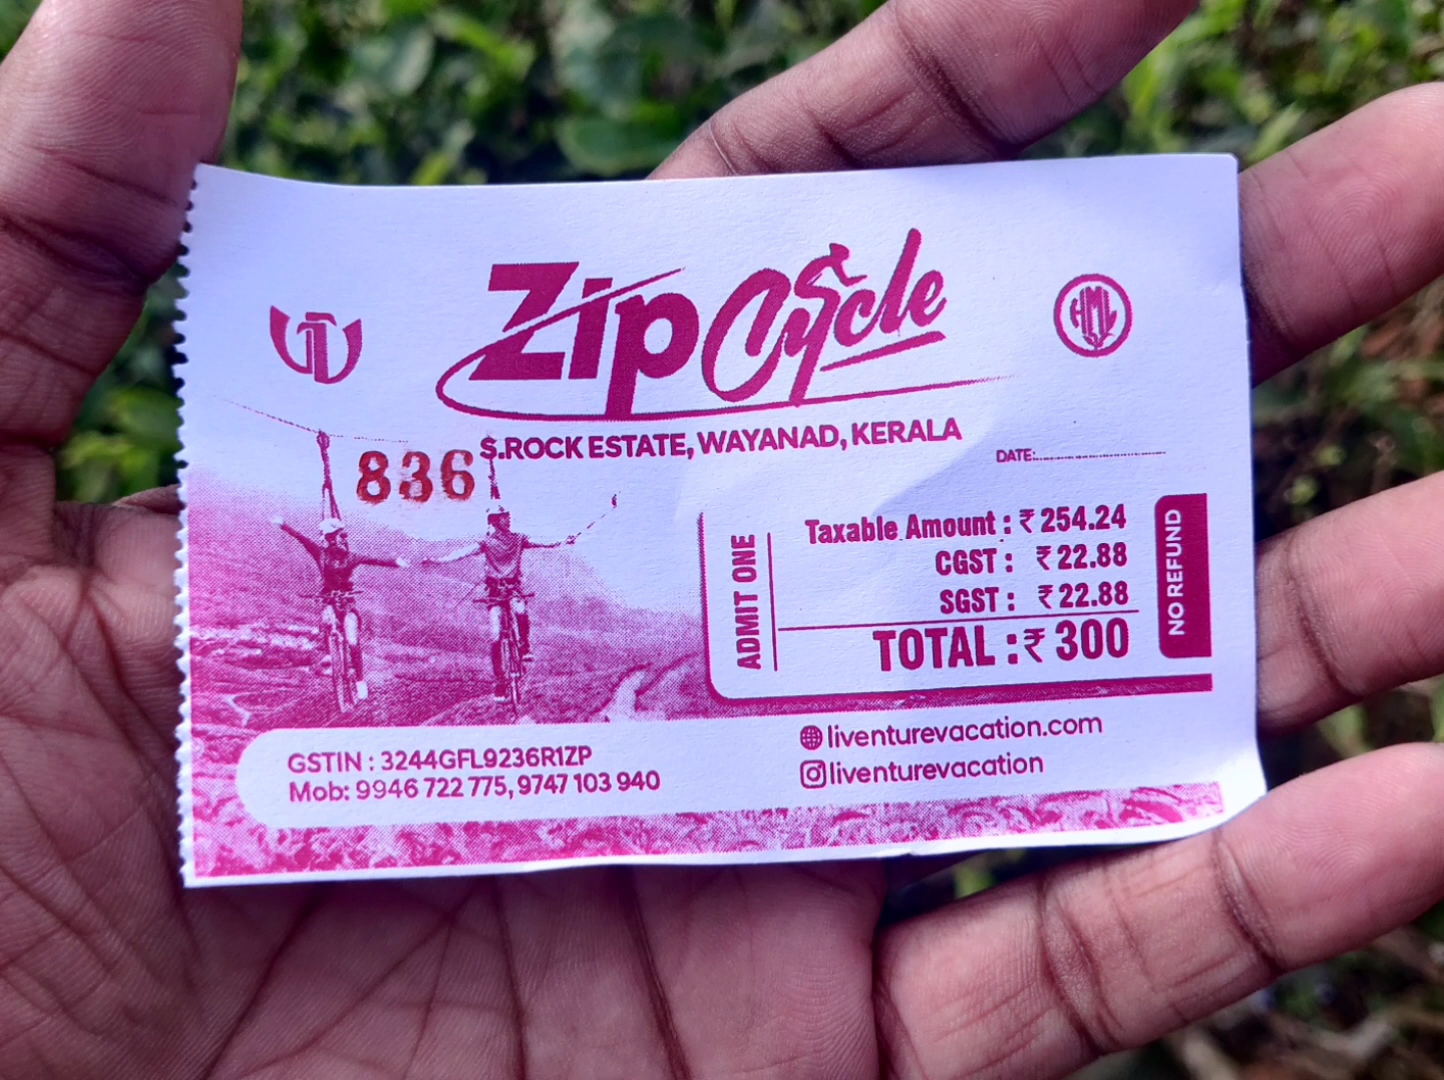 Zip Cycle
HML
S.ROCK ESTATE, WAYANAD, KERALA
836
DATE:........................
ADMIT ONE
Taxable Amount : ₹ 254.24
CGST : ₹ 22.88
SGST : ₹ 22.88
TOTAL : ₹ 300
NO REFUND
GSTIN : 3244GFL9236R1ZP
Mob: 9946 722 775, 9747 103 940
liventurevacation.com
liventurevacation